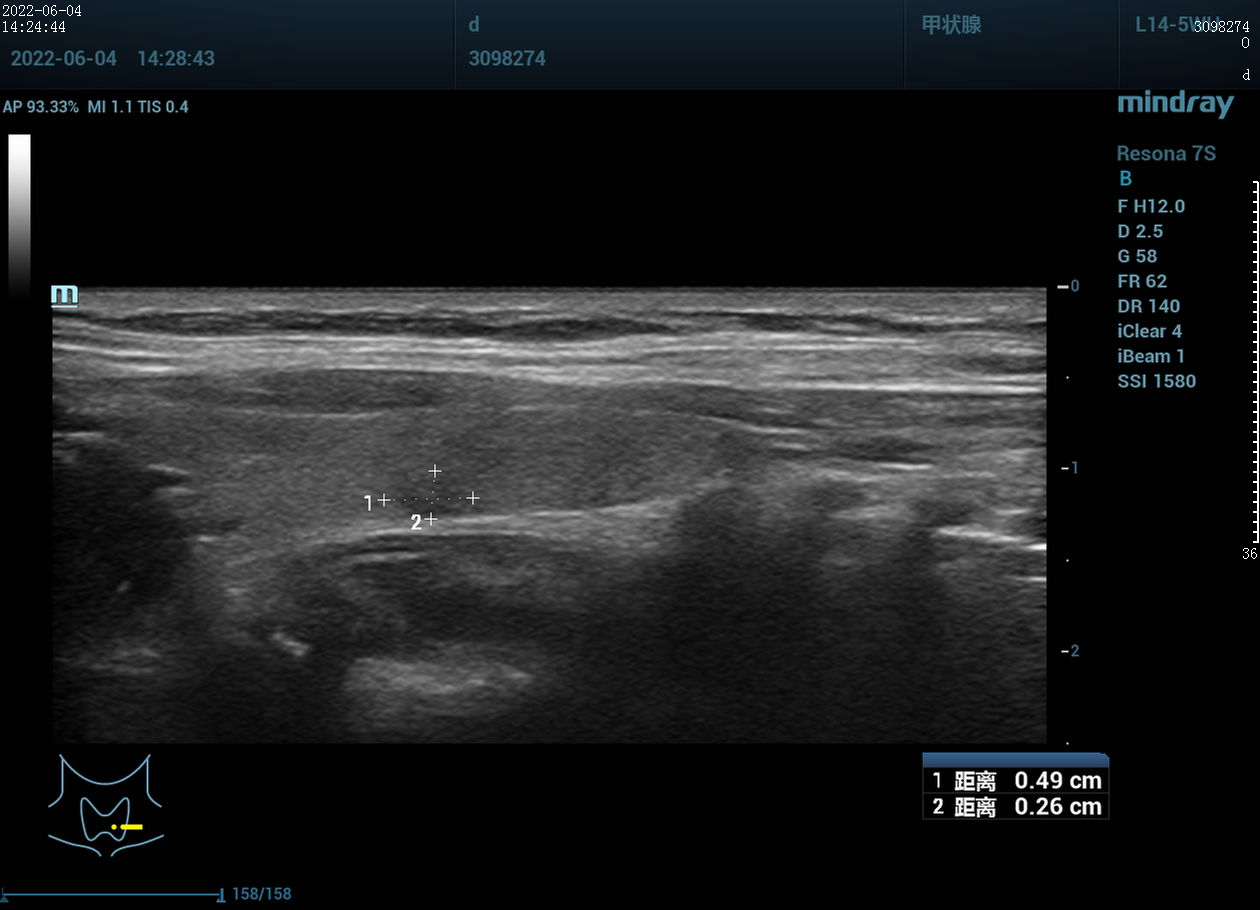 2022-06-04
14:24:44
2022-06-04 14:28:43
d
3098274
甲状腺
3098274
0
d
AP 93.33% MI 1.1 TIS 0.4
mindray
Resona 7S
B
F H12.0
D 2.5
G 58
FR 62
DR 140
iClear 4
iBeam 1
SSI 1580
m
0
1
2
36
1
2
1 距离 0.49 cm
2 距离 0.26 cm
158/158